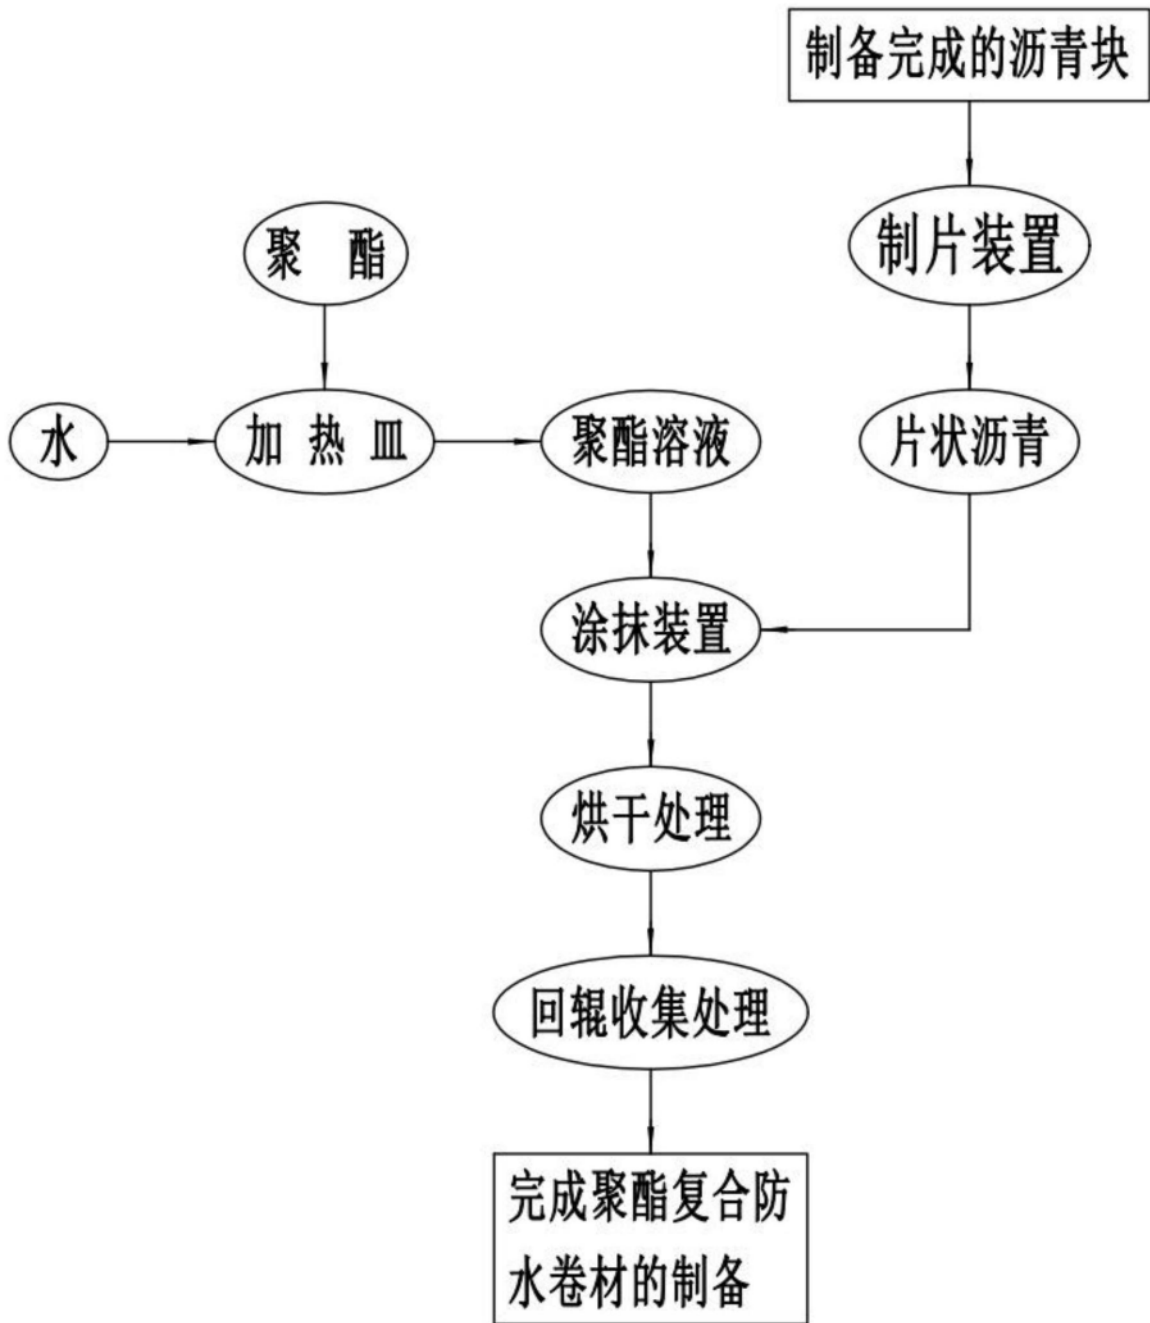 制备完成的沥青块
制片装置
聚 酯
水
加 热 皿
聚酯溶液
片状沥青
涂抹装置
烘干处理
回辊收集处理
完成聚酯复合防
水卷材的制备